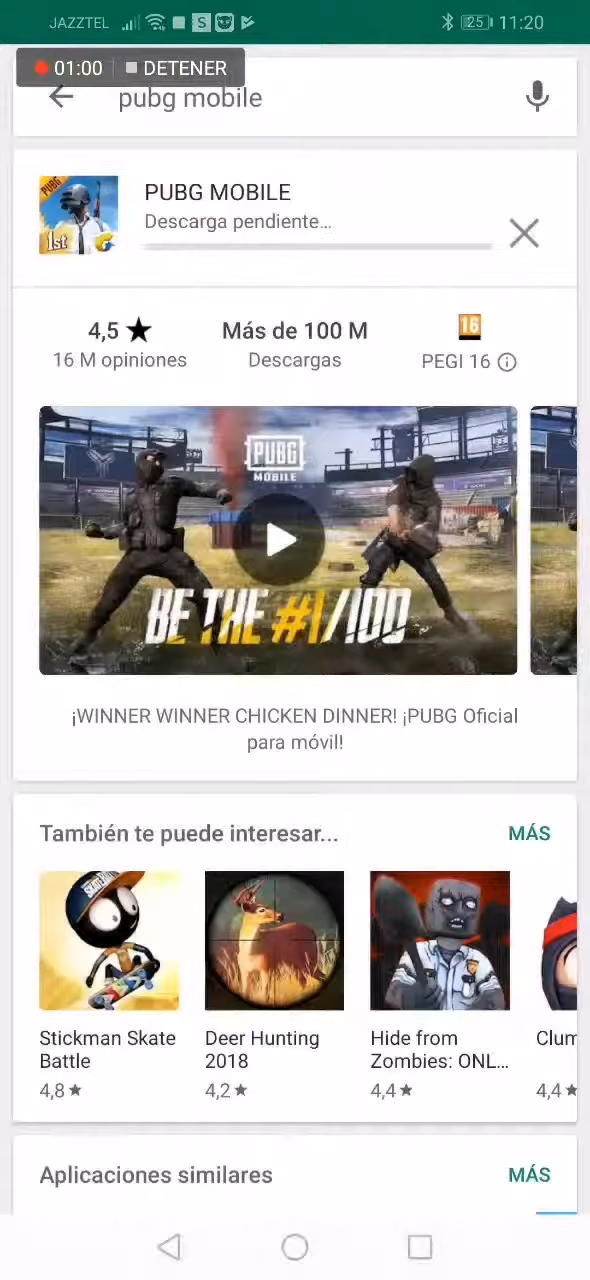 JAZZTEL
25 11:20
01:00 DETENER
pubg mobile
PUBG
1st
PUBG MOBILE
Descarga pendiente...
4,5 ★
16 M opiniones
Más de 100 M
Descargas
16
PEGI 16
PUBG
MOBILE
BE THE #1/100
¡WINNER WINNER CHICKEN DINNER! ¡PUBG Oficial
para móvil!
También te puede interesar...
MÁS
Stickman Skate
Battle
4,8 ★
Deer Hunting
2018
4,2 ★
Hide from
Zombies: ONL...
4,4 ★
Clum
4,4 ★
Aplicaciones similares
MÁS